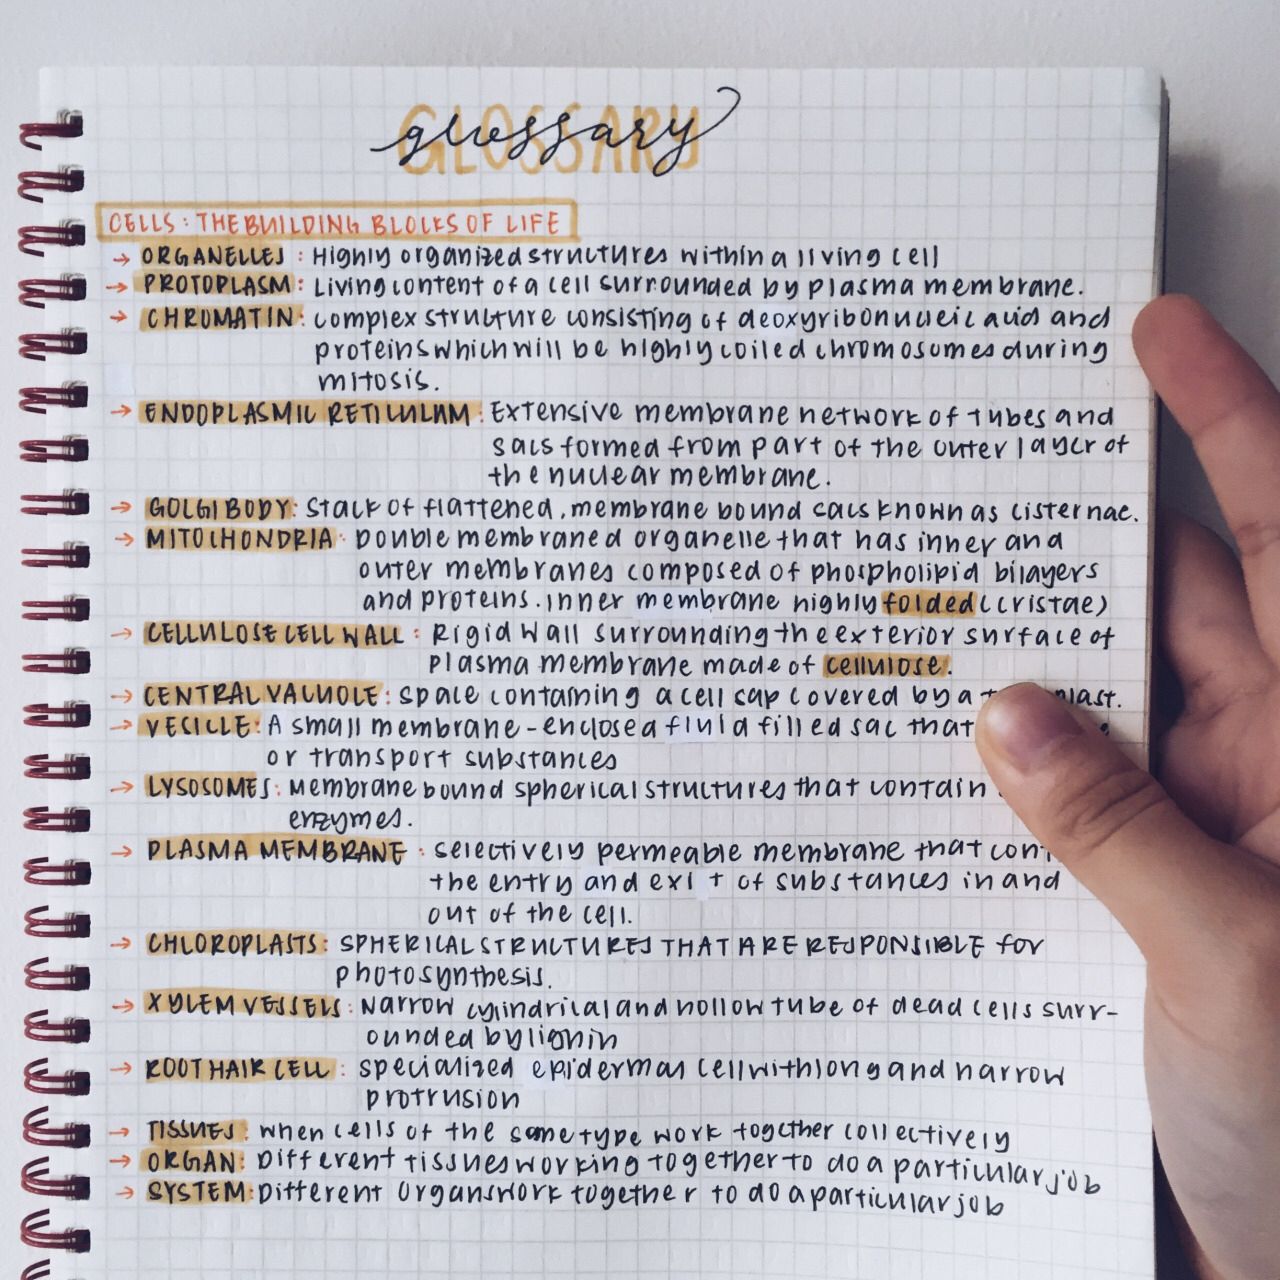 GLOSSARY
glossary
CELLS: THE BUILDING BLOCKS OF LIFE
→ ORGANELLES: Highly organized structures within a living cell
→ PROTOPLASM: Living content of a cell surrounded by plasma membrane.
→ CHROMATIN: complex structure consisting of deoxyribonucleic acid and
proteins which will be highly coiled chromosomes during
mitosis.
→ ENDOPLASMIC RETICULUM: Extensive membrane network of tubes and
sacs formed from part of the outer layer of
the nuclear membrane.
→ GOLGI BODY: Stack of flattened, membrane bound sacs known as cisternae.
→ MITOCHONDRIA: Double membraned organelle that has inner and
outer membranes composed of phospholipid bilayers
and proteins. Inner membrane highly folded (cristae)
→ CELLULOSE CELL WALL: Rigid wall surrounding the exterior surface of
plasma membrane made of cellulose.
→ CENTRAL VACUOLE: space containing a cell sap covered by a
→ VESICLE: A small membrane-enclosed fluid filled sac that
or transport substances
→ LYSOSOMES: Membrane bound spherical structures that contain
enzymes.
→ PLASMA MEMBRANE: selectively permeable membrane that
the entry and exit of substances in and
out of the cell.
→ CHLOROPLASTS: SPHERICAL STRUCTURES THAT ARE RESPONSIBLE for
photosynthesis.
→ XYLEM VESSELS: Narrow cylindrical and hollow tube of dead cells surr-
ounded by lignin
→ ROOT HAIR CELL: specialized epidermal cell with long and narrow
protrusion
→ TISSUES: when cells of the same type work together collectively
→ ORGAN: Different tissues working together to do a particular job
→ SYSTEM: Different organs work together to do a particular job